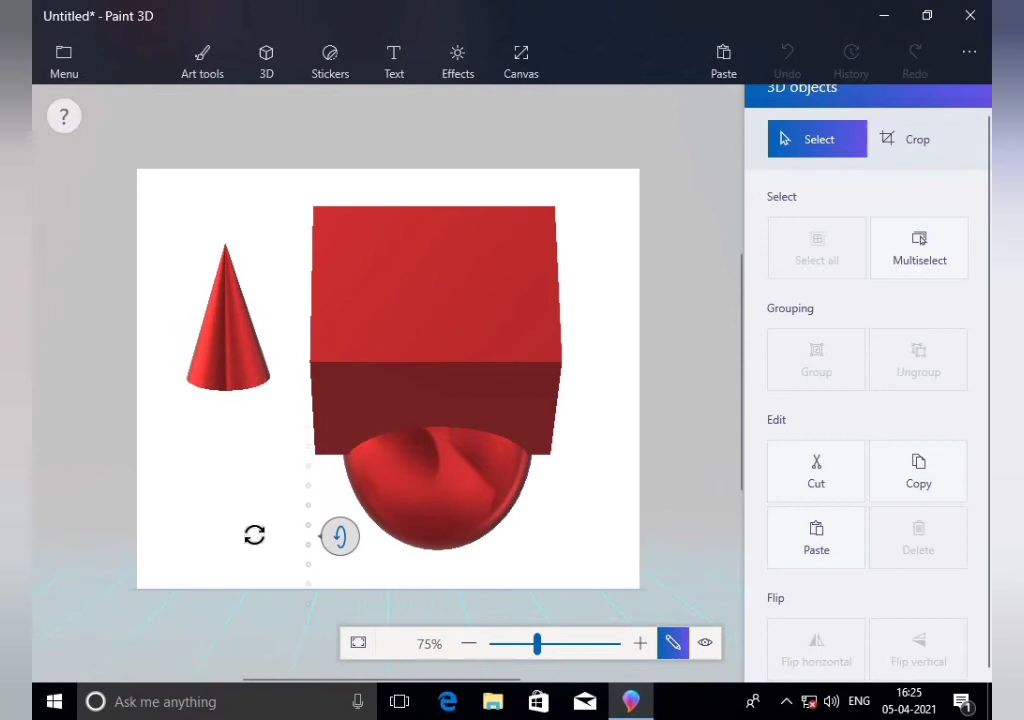 Untitled* - Paint 3D
Menu
Art tools
3D
Stickers
Text
Effects
Canvas
Paste
Undo
History
Redo
?
3D objects
Select
Crop
Select
Select all
Multiselect
Grouping
Group
Ungroup
Edit
Cut
Copy
Paste
Delete
Flip
Flip horizontal
Flip vertical
75%
Ask me anything
ENG
16:25
05-04-2021
1